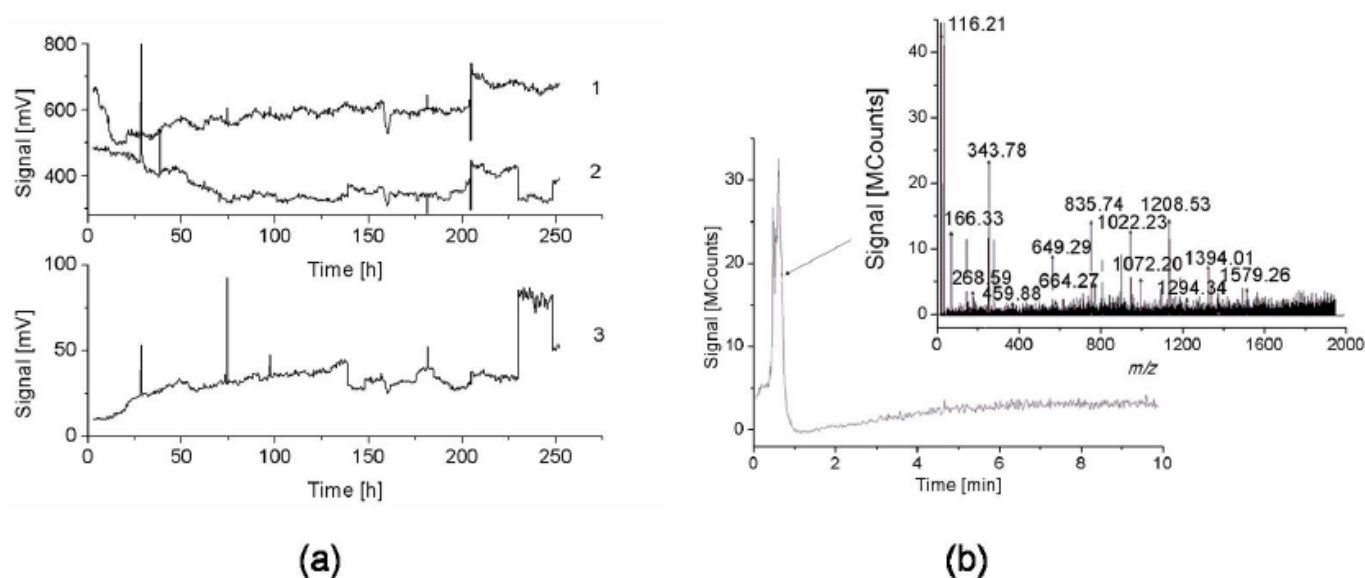 800
600
400
Signal [mV]
1
2
0 50 100 150 200 250
Time [h]
100
50
0
Signal [mV]
3
0 50 100 150 200 250
Time [h]
(a)
30
20
10
0
Signal [MCounts]
0 2 4 6 8 10
Time [min]
40
30
20
10
0
Signal [MCounts]
116.21
343.78
166.33
268.59
459.88
649.29
664.27
835.74
1022.23
1072.20
1208.53
1294.34
1394.01
1579.26
0 400 800 1200 1600 2000
m/z
(b)